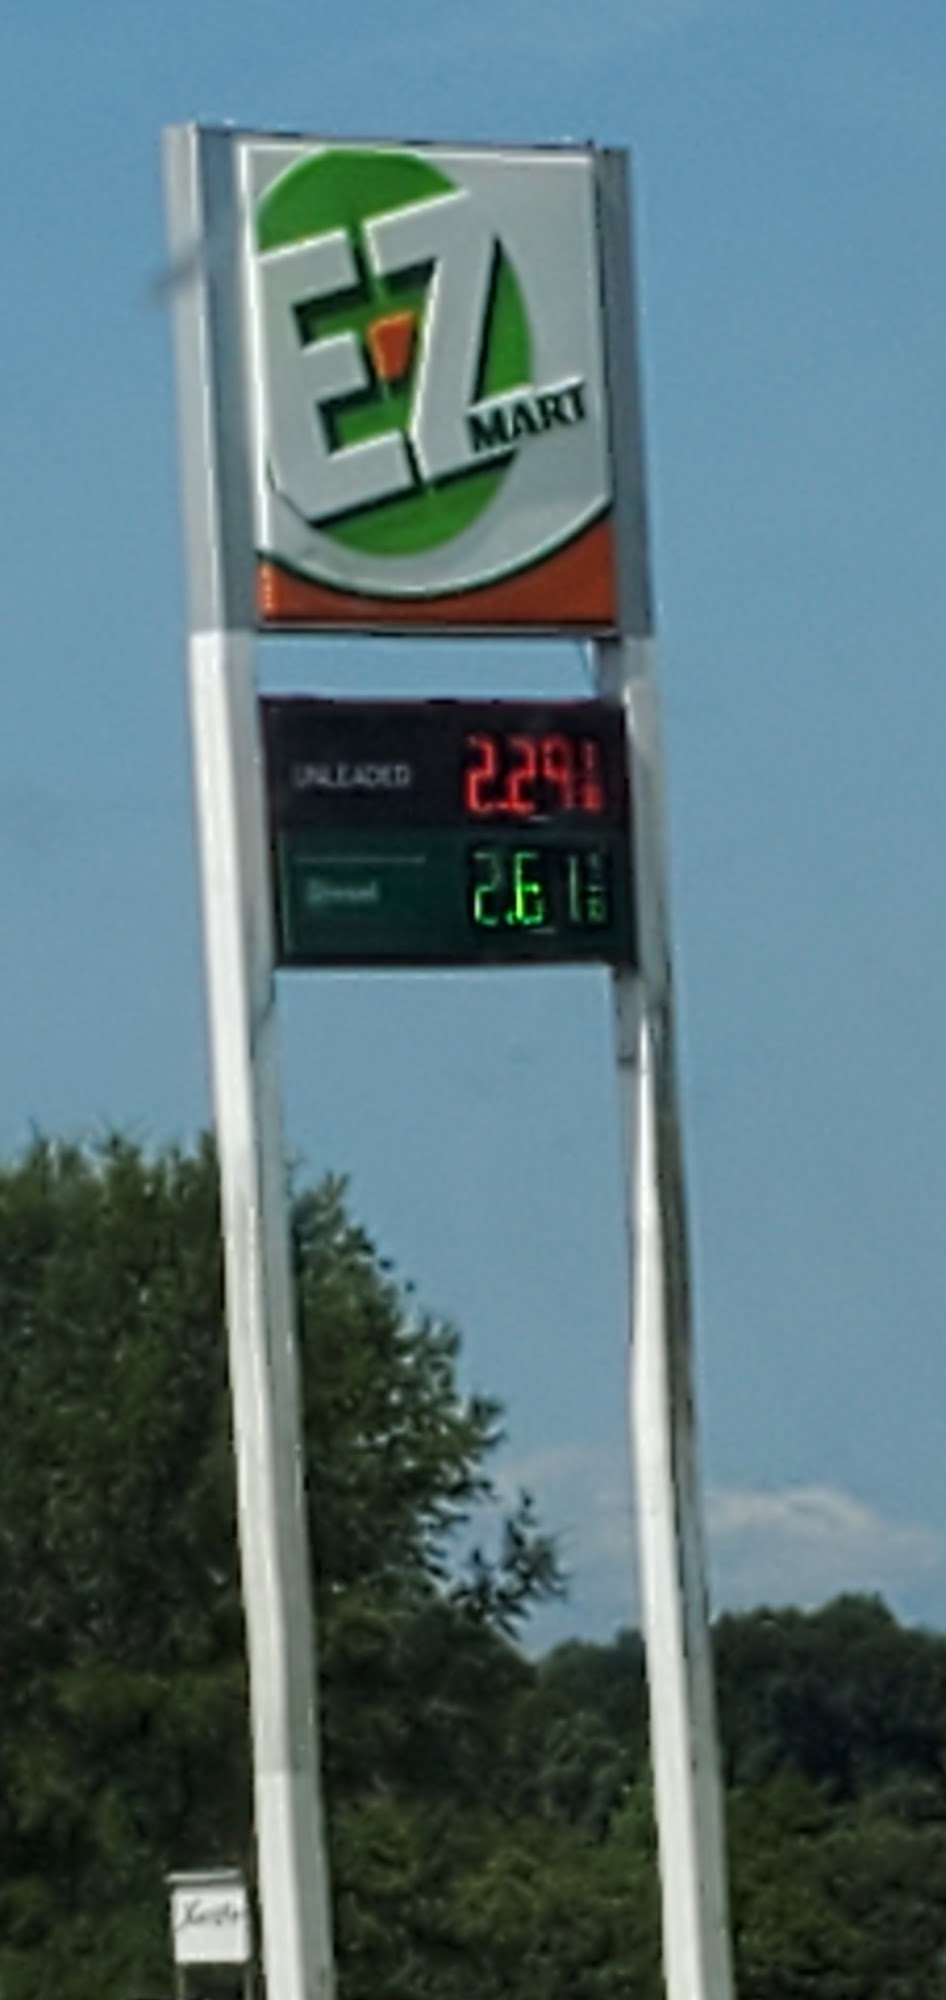 EZ
MART
UNLEADED 2.29
Diesel 2.61